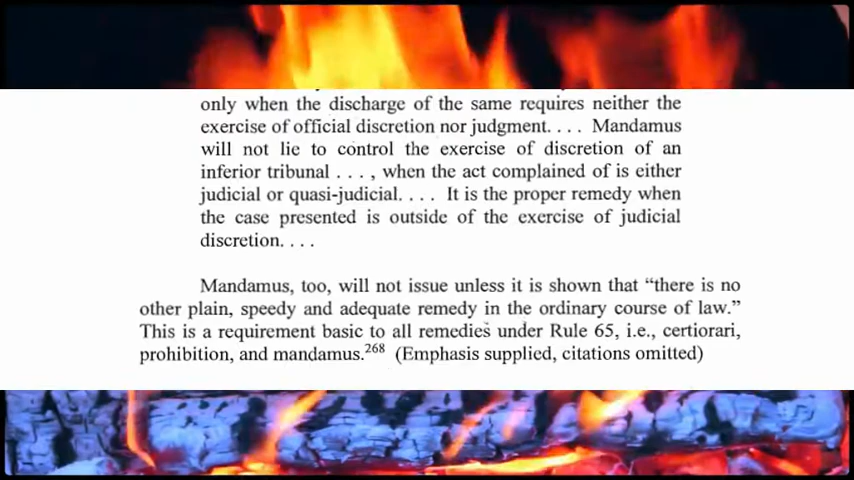 only when the discharge of the same requires neither the
exercise of official discretion nor judgment. . . . Mandamus
will not lie to control the exercise of discretion of an
inferior tribunal . . . , when the act complained of is either
judicial or quasi-judicial. . . . It is the proper remedy when
the case presented is outside of the exercise of judicial
discretion. . . .
Mandamus, too, will not issue unless it is shown that “there is no
other plain, speedy and adequate remedy in the ordinary course of law.”
This is a requirement basic to all remedies under Rule 65, i.e., certiorari,
prohibition, and mandamus.268 (Emphasis supplied, citations omitted)